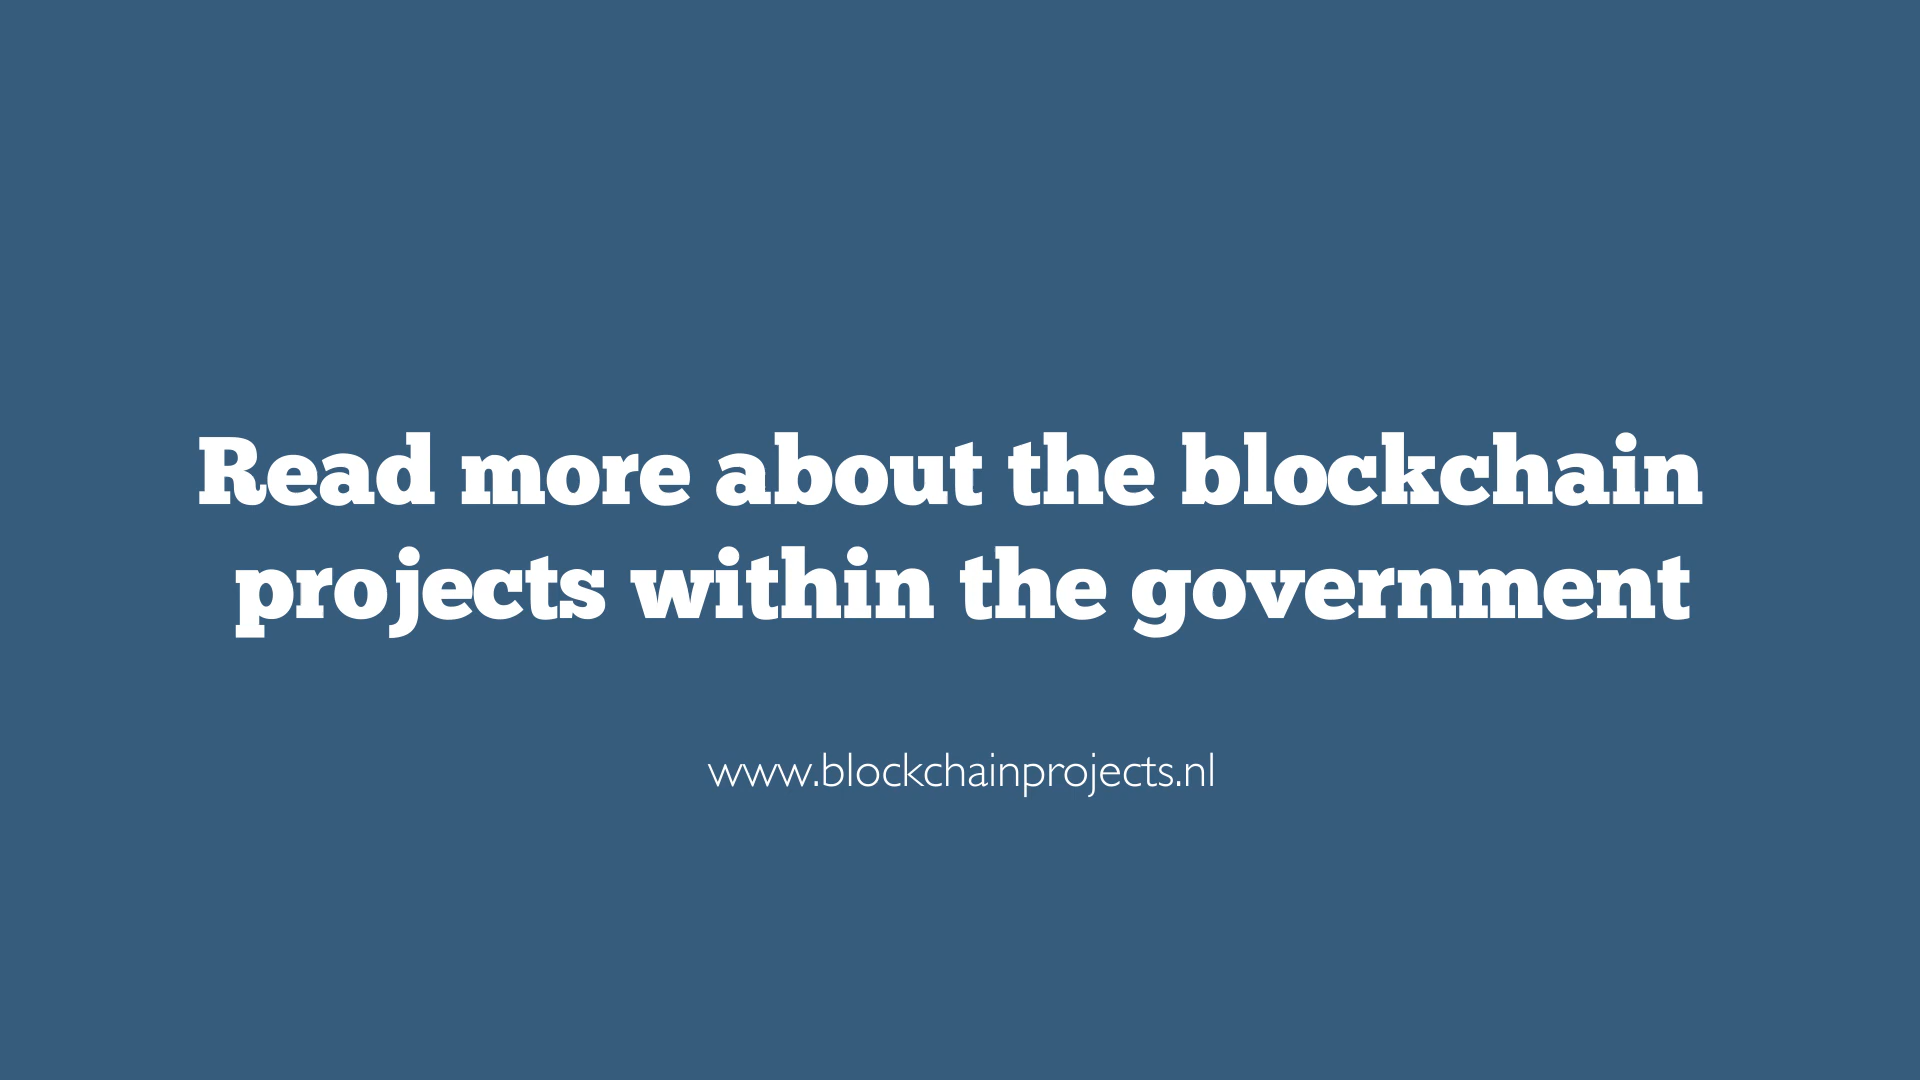 Read more about the blockchain
projects within the government
www.blockchainprojects.nl